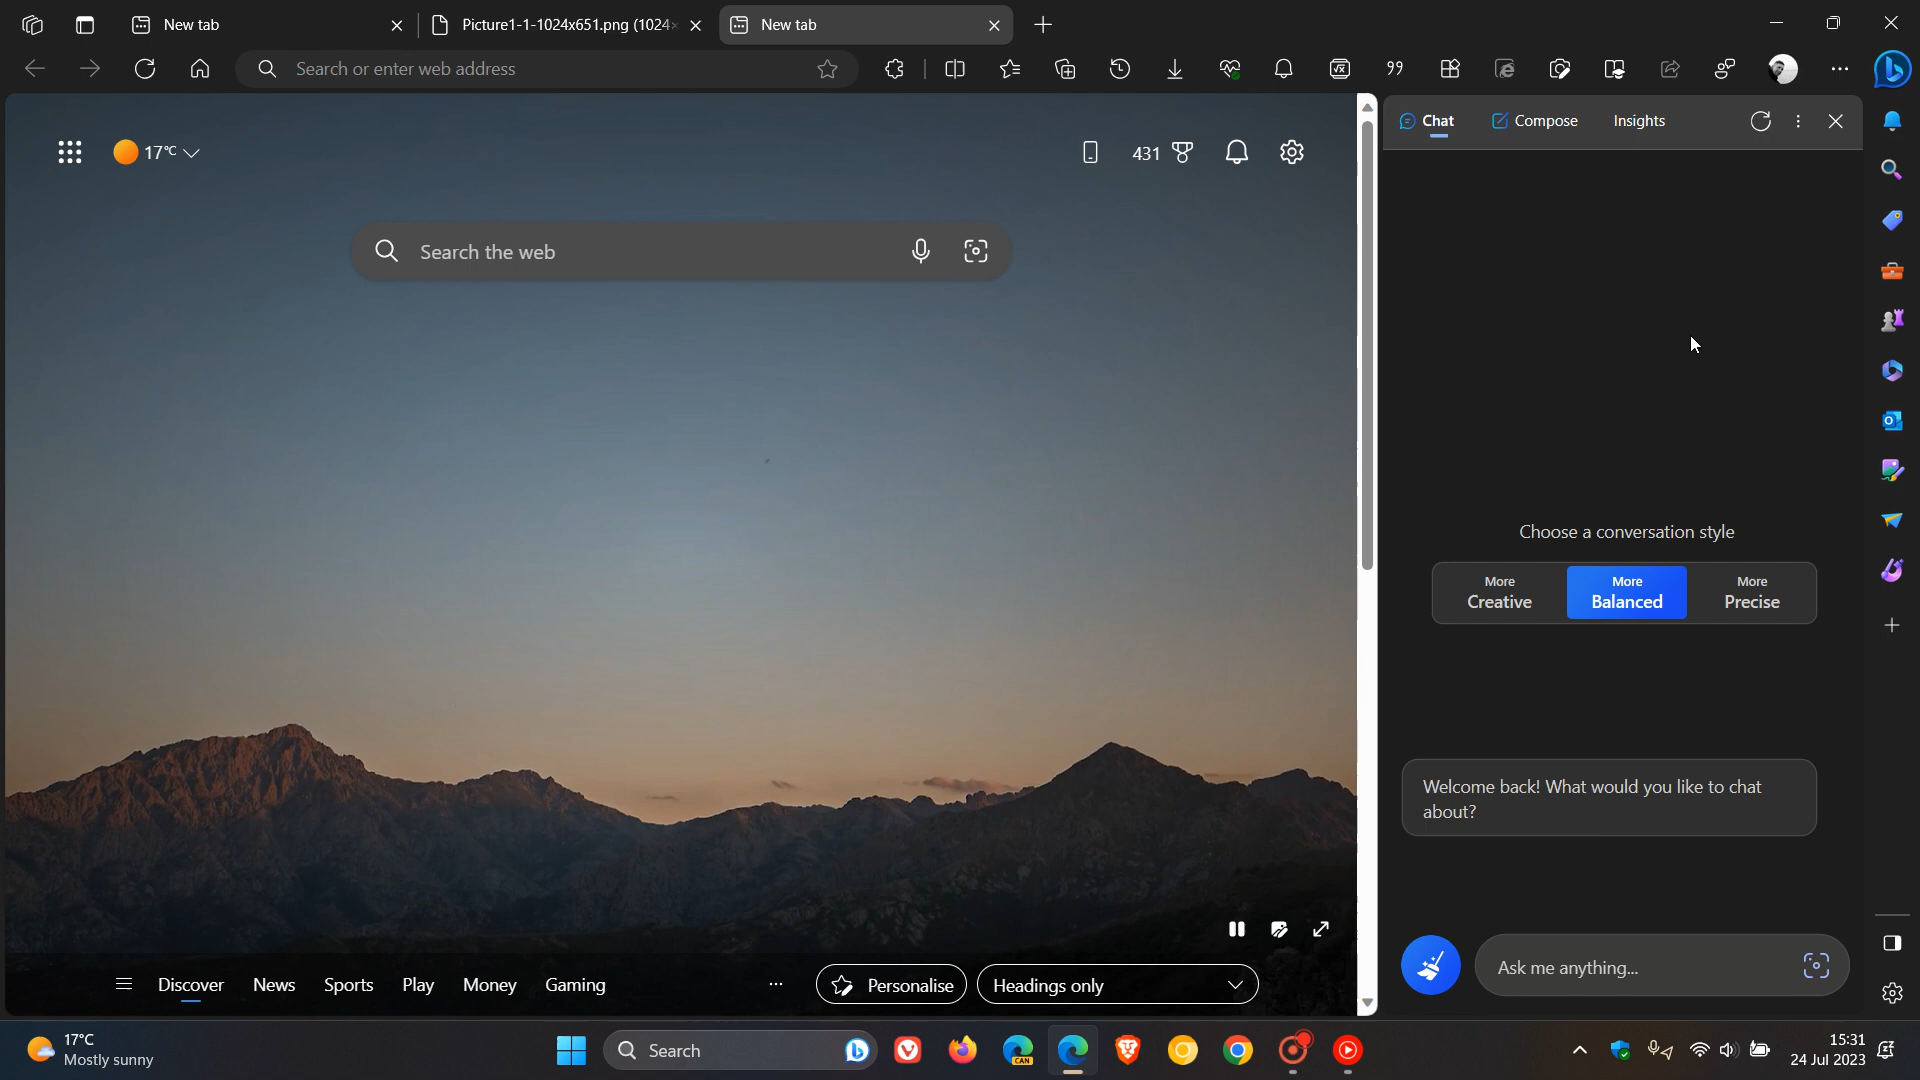 New tab
Picture1-1-1024x651.png (1024×
New tab
Search or enter web address
17°C
431
Search the web
Discover
News
Sports
Play
Money
Gaming
Personalise
Headings only
Chat
Compose
Insights
Choose a conversation style
More
Creative
More
Balanced
More
Precise
Welcome back! What would you like to chat
about?
Ask me anything...
17°C
Mostly sunny
Search
CAN
15:31
24 Jul 2023